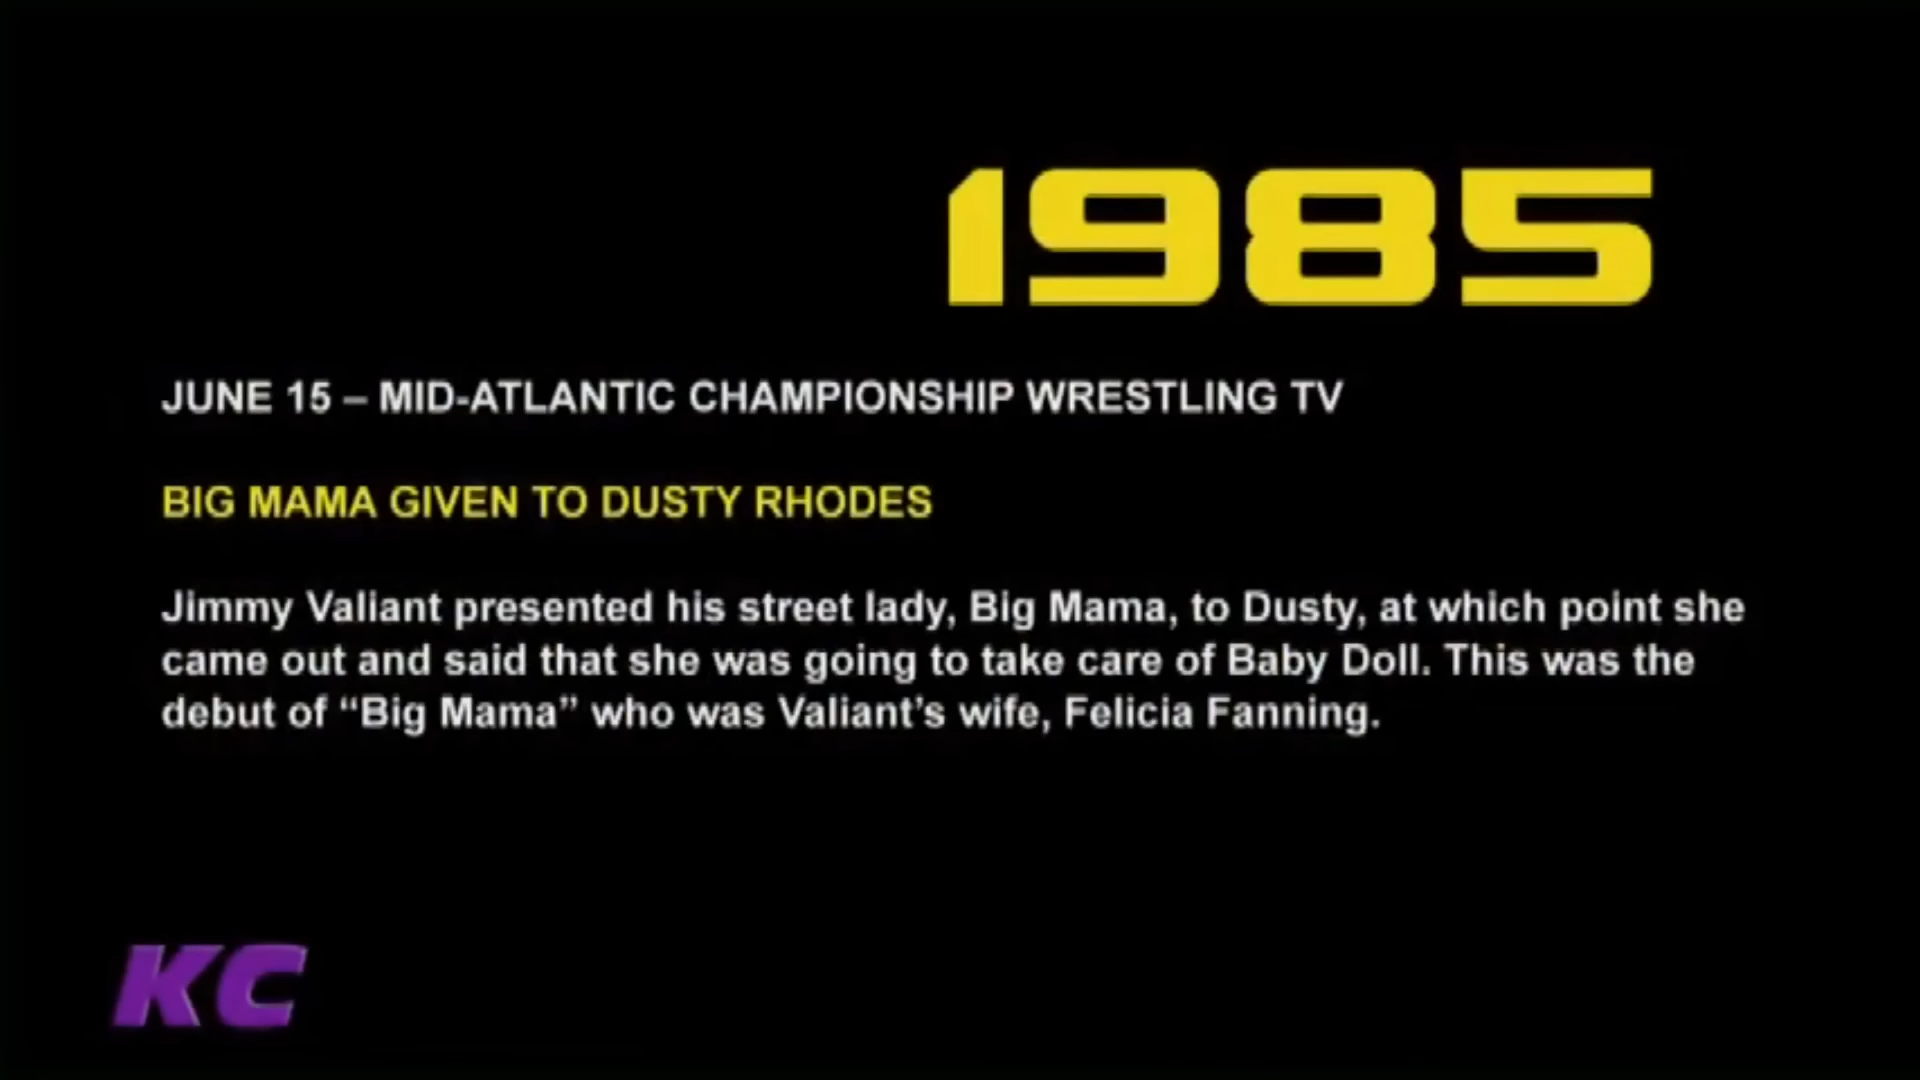 1985
JUNE 15 – MID-ATLANTIC CHAMPIONSHIP WRESTLING TV
BIG MAMA GIVEN TO DUSTY RHODES
Jimmy Valiant presented his street lady, Big Mama, to Dusty, at which point she
came out and said that she was going to take care of Baby Doll. This was the
debut of “Big Mama” who was Valiant’s wife, Felicia Fanning.
KC